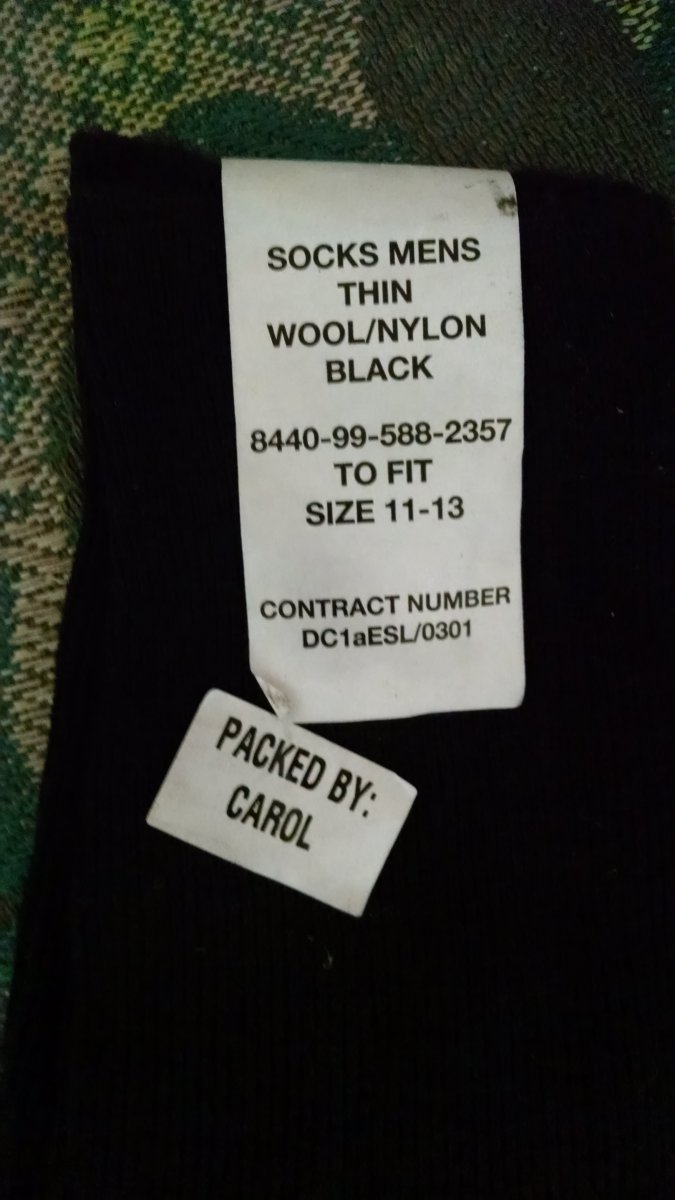 SOCKS MENS
THIN
WOOL/NYLON
BLACK
8440-99-588-2357
TO FIT
SIZE 11-13
CONTRACT NUMBER
DC1aESL/0301
PACKED BY:
CAROL